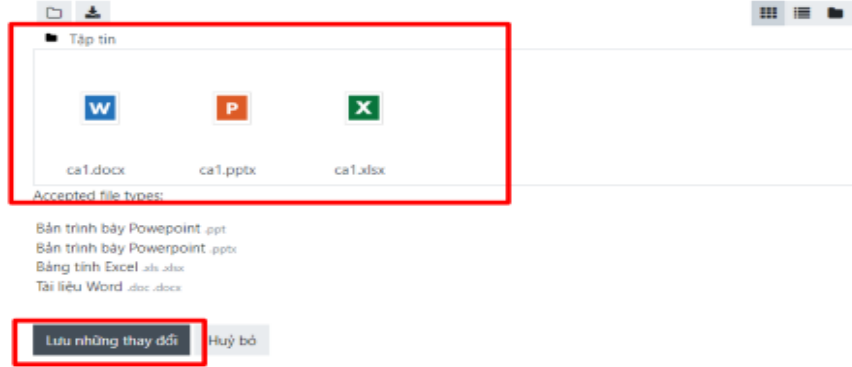 Tập tin
W P X
ca1.docx ca1.pptx ca1.xlsx
Accepted file types:
Bản trình bày Powepoint .ppt
Bản trình bày Powerpoint .pptx
Bảng tính Excel .xls .xlsx
Tài liệu Word .doc .docx
Lưu những thay đổi Huỷ bỏ